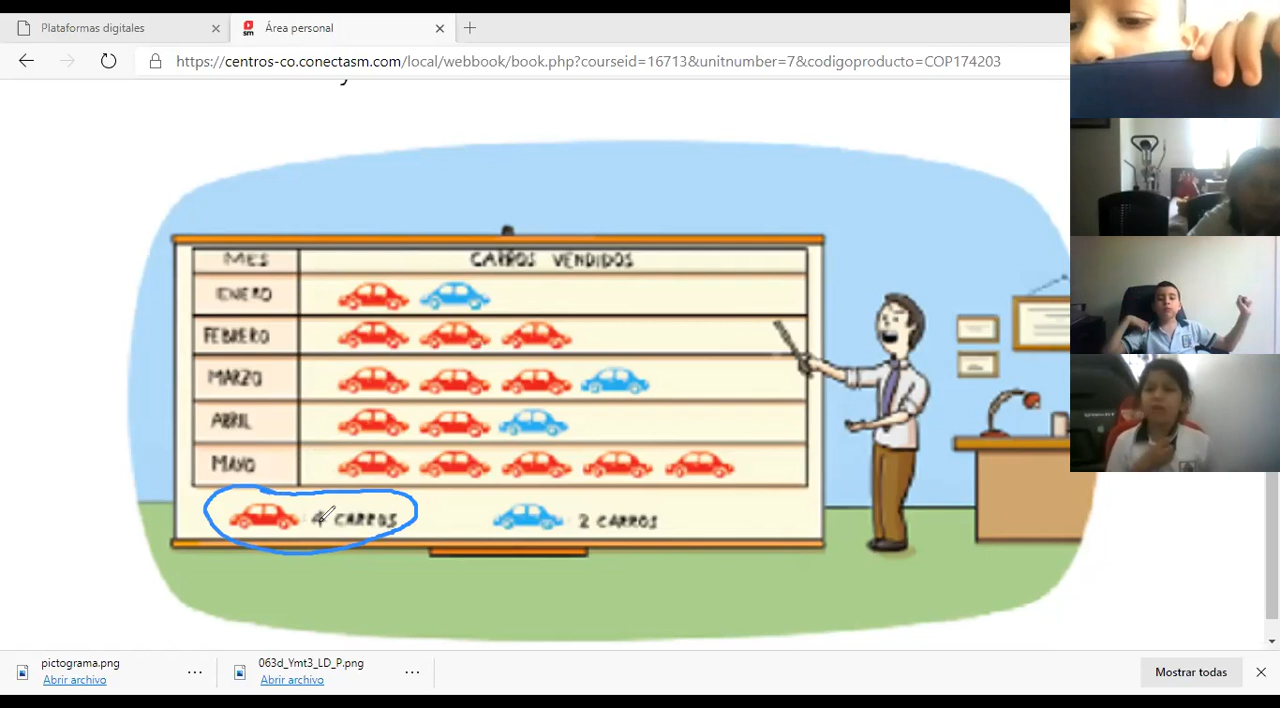 Plataformas digitales
sm Área personal
https://centros-co.conectasm.com/local/webbook/book.php?courseid=16713&unitnumber=7&codigoproducto=COP174203
y
MES CARROS VENDIDOS
ENERO
FEBRERO
MARZO
ABRIL
MAYO
: 4 CARROS : 2 CARROS
pictograma.png
Abrir archivo
063d_Ymt3_LD_P.png
Abrir archivo
Mostrar todas